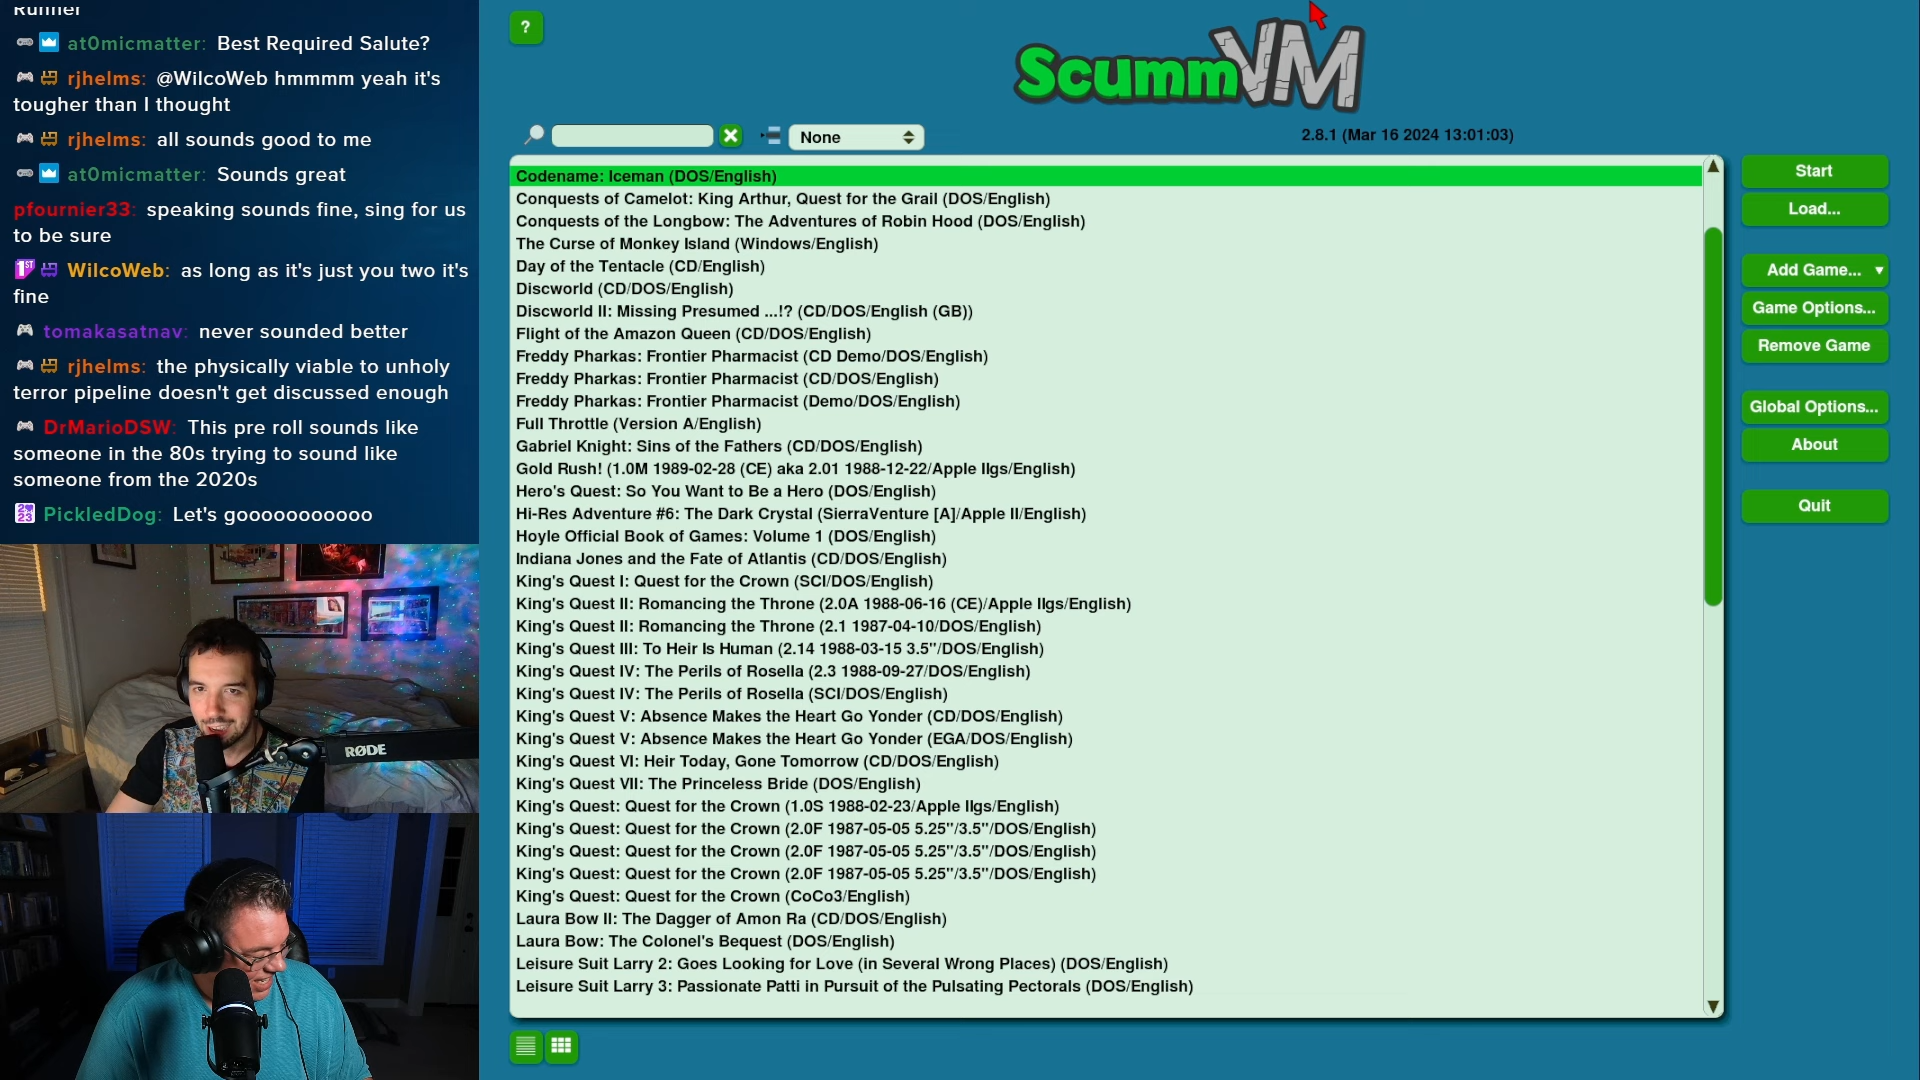 Runner
at0micmatter: Best Required Salute?
rjhelms: @WilcoWeb hmmmm yeah it's
tougher than I thought
rjhelms: all sounds good to me
at0micmatter: Sounds great
pfournier33: speaking sounds fine, sing for us
to be sure
1ST WilcoWeb: as long as it's just you two it's
fine
tomakasatnav: never sounded better
rjhelms: the physically viable to unholy
terror pipeline doesn't get discussed enough
DrMarioDSW: This pre roll sounds like
someone in the 80s trying to sound like
someone from the 2020s
PickledDog: Let's gooooooooooo
RØDE
?
ScummVM
None
2.8.1 (Mar 16 2024 13:01:03)
Codename: Iceman (DOS/English)
Conquests of Camelot: King Arthur, Quest for the Grail (DOS/English)
Conquests of the Longbow: The Adventures of Robin Hood (DOS/English)
The Curse of Monkey Island (Windows/English)
Day of the Tentacle (CD/English)
Discworld (CD/DOS/English)
Discworld II: Missing Presumed ...!? (CD/DOS/English (GB))
Flight of the Amazon Queen (CD/DOS/English)
Freddy Pharkas: Frontier Pharmacist (CD Demo/DOS/English)
Freddy Pharkas: Frontier Pharmacist (CD/DOS/English)
Freddy Pharkas: Frontier Pharmacist (Demo/DOS/English)
Full Throttle (Version A/English)
Gabriel Knight: Sins of the Fathers (CD/DOS/English)
Gold Rush! (1.0M 1989-02-28 (CE) aka 2.01 1988-12-22/Apple IIgs/English)
Hero's Quest: So You Want to Be a Hero (DOS/English)
Hi-Res Adventure #6: The Dark Crystal (SierraVenture [A]/Apple II/English)
Hoyle Official Book of Games: Volume 1 (DOS/English)
Indiana Jones and the Fate of Atlantis (CD/DOS/English)
King's Quest I: Quest for the Crown (SCI/DOS/English)
King's Quest II: Romancing the Throne (2.0A 1988-06-16 (CE)/Apple IIgs/English)
King's Quest II: Romancing the Throne (2.1 1987-04-10/DOS/English)
King's Quest III: To Heir Is Human (2.14 1988-03-15 3.5"/DOS/English)
King's Quest IV: The Perils of Rosella (2.3 1988-09-27/DOS/English)
King's Quest IV: The Perils of Rosella (SCI/DOS/English)
King's Quest V: Absence Makes the Heart Go Yonder (CD/DOS/English)
King's Quest V: Absence Makes the Heart Go Yonder (EGA/DOS/English)
King's Quest VI: Heir Today, Gone Tomorrow (CD/DOS/English)
King's Quest VII: The Princeless Bride (DOS/English)
King's Quest: Quest for the Crown (1.0S 1988-02-23/Apple IIgs/English)
King's Quest: Quest for the Crown (2.0F 1987-05-05 5.25"/3.5"/DOS/English)
King's Quest: Quest for the Crown (2.0F 1987-05-05 5.25"/3.5"/DOS/English)
King's Quest: Quest for the Crown (2.0F 1987-05-05 5.25"/3.5"/DOS/English)
King's Quest: Quest for the Crown (CoCo3/English)
Laura Bow II: The Dagger of Amon Ra (CD/DOS/English)
Laura Bow: The Colonel's Bequest (DOS/English)
Leisure Suit Larry 2: Goes Looking for Love (in Several Wrong Places) (DOS/English)
Leisure Suit Larry 3: Passionate Patti in Pursuit of the Pulsating Pectorals (DOS/English)
Start
Load...
Add Game...
Game Options...
Remove Game
Global Options...
About
Quit